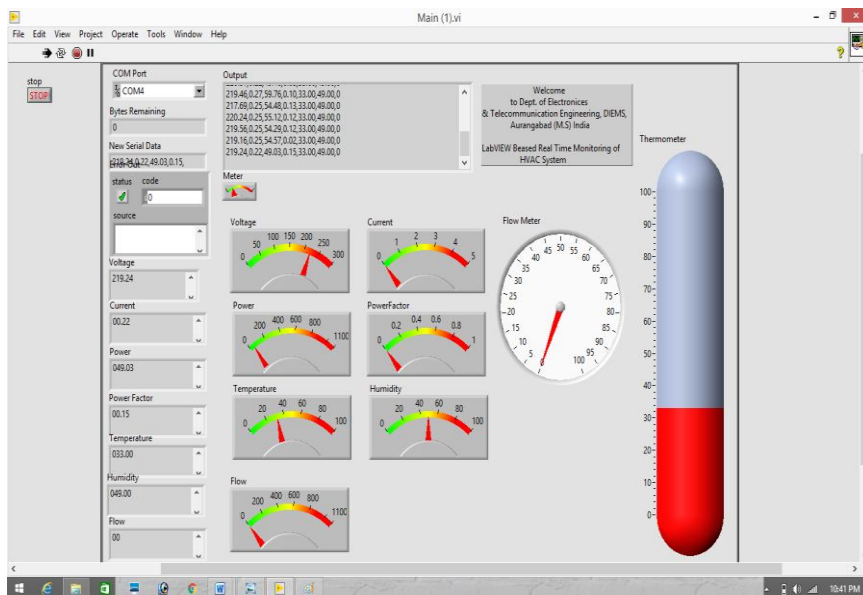 Main (1).vi
File Edit View Project Operate Tools Window Help
stop
STOP
COM Port
COM4
Bytes Remaining
0
New Serial Data
219.24,0.22,49.03,0.15,
Error Out
status code
0
source
Voltage
219.24
Current
00.22
Power
049.03
Power Factor
00.15
Temperature
033.00
Humidity
049.00
Flow
00
Output
219.46,0.27,59.76,0.10,33.00,49.00,0
217.69,0.25,54.48,0.13,33.00,49.00,0
220.24,0.25,55.12,0.12,33.00,49.00,0
219.56,0.25,54.29,0.12,33.00,49.00,0
219.16,0.25,54.57,0.02,33.00,49.00,0
219.24,0.22,49.03,0.15,33.00,49.00,0
Meter
Voltage
0 50 100 150 200 250 300
Current
0 1 2 3 4 5
Power
0 200 400 600 800 1100
PowerFactor
0 0.2 0.4 0.6 0.8 1
Temperature
0 20 40 60 80 100
Humidity
0 20 40 60 80 100
Flow
0 200 400 600 800 1100
Welcome
to Dept. of Electronices
& Telecommunication Engineering, DIEMS,
Aurangabad (M.S) India
LabVIEW Beased Real Time Monitoring of
HVAC System
Flow Meter
0 5 10 15 20 25 30 35 40 45 50 55 60 65 70 75 80 85 90 95 100
Thermometer
100
90
80
70
60
50
40
30
20
10
0
10:41 PM